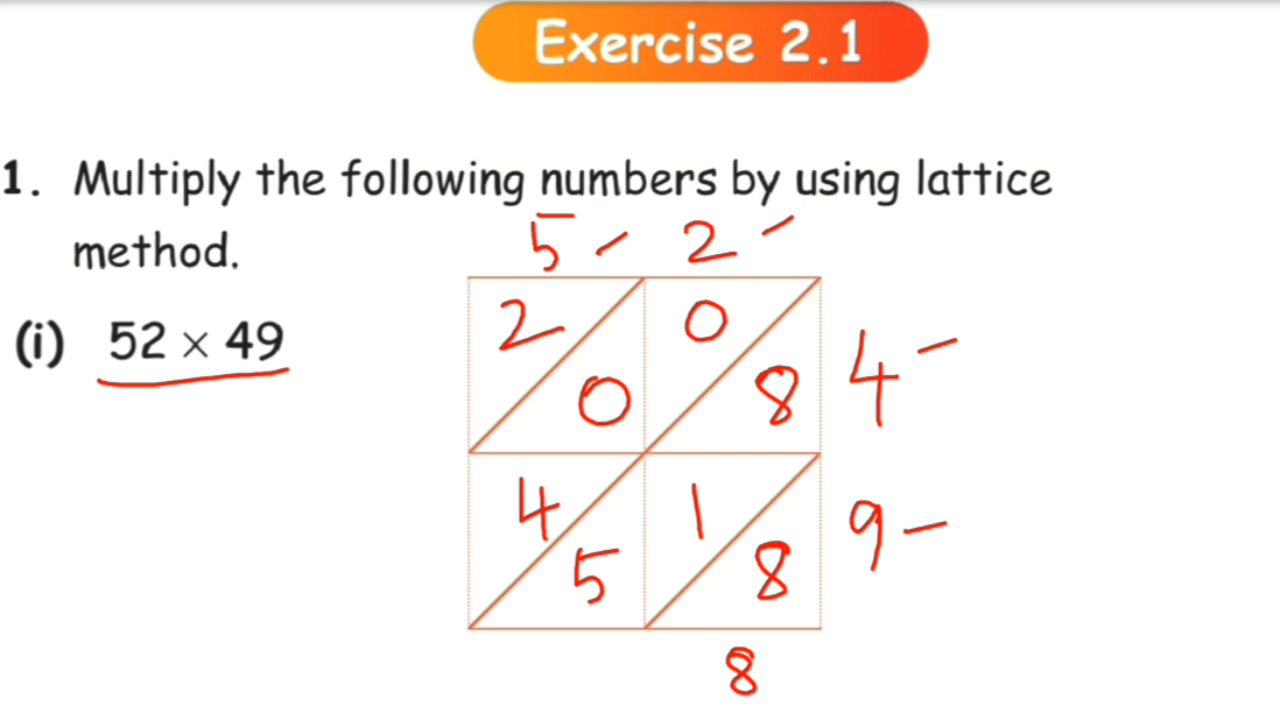 Exercise 2.1
1. Multiply the following numbers by using lattice
method.
5 - 2 -
(i) 52 × 49
2 0
0 8
4 -
4 1
5 8
9 -
8